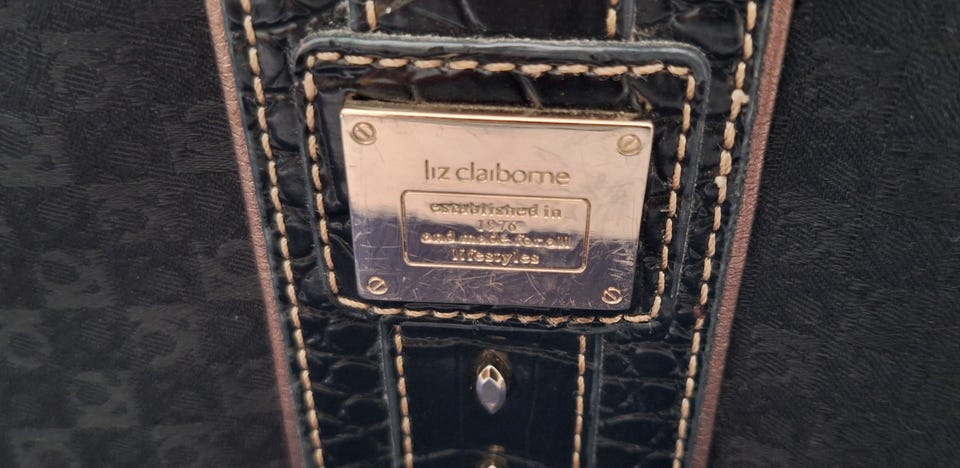 liz claiborne
established in
1976
and made for all
lifestyles